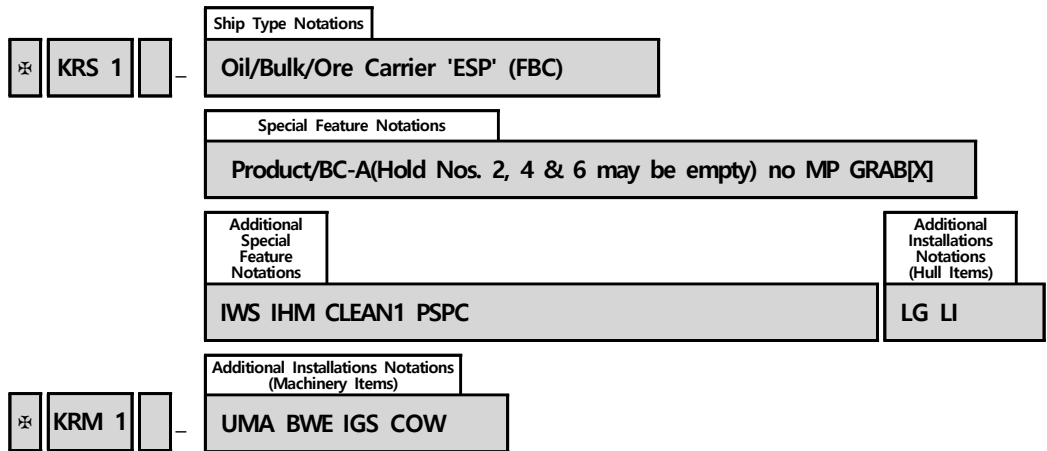 Ship Type Notations
✠ KRS 1 _ Oil/Bulk/Ore Carrier 'ESP' (FBC)
Special Feature Notations
Product/BC-A(Hold Nos. 2, 4 & 6 may be empty) no MP GRAB[X]
Additional
Special
Feature
Notations
IWS IHM CLEAN1 PSPC
Additional
Installations
Notations
(Hull Items)
LG LI
Additional Installations Notations
(Machinery Items)
✠ KRM 1 _ UMA BWE IGS COW